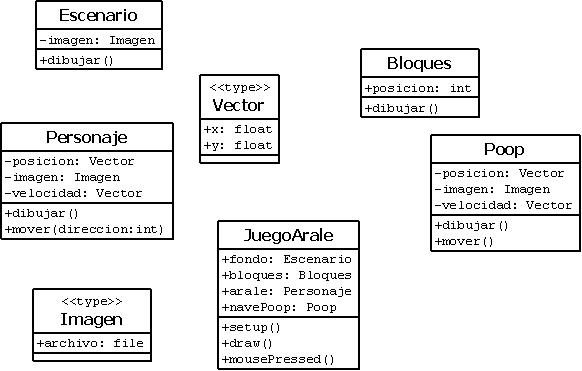 Escenario
-imagen: Imagen
+dibujar()
<<type>>
Vector
+x: float
+y: float
Bloques
+posicion: int
+dibujar()
Personaje
-posicion: Vector
-imagen: Imagen
-velocidad: Vector
+dibujar()
+mover(direccion:int)
Poop
-posicion: Vector
-imagen: Imagen
-velocidad: Vector
+dibujar()
+mover()
JuegoArale
+fondo: Escenario
+bloques: Bloques
+arale: Personaje
+navePoop: Poop
+setup()
+draw()
+mousePressed()
<<type>>
Imagen
+archivo: file